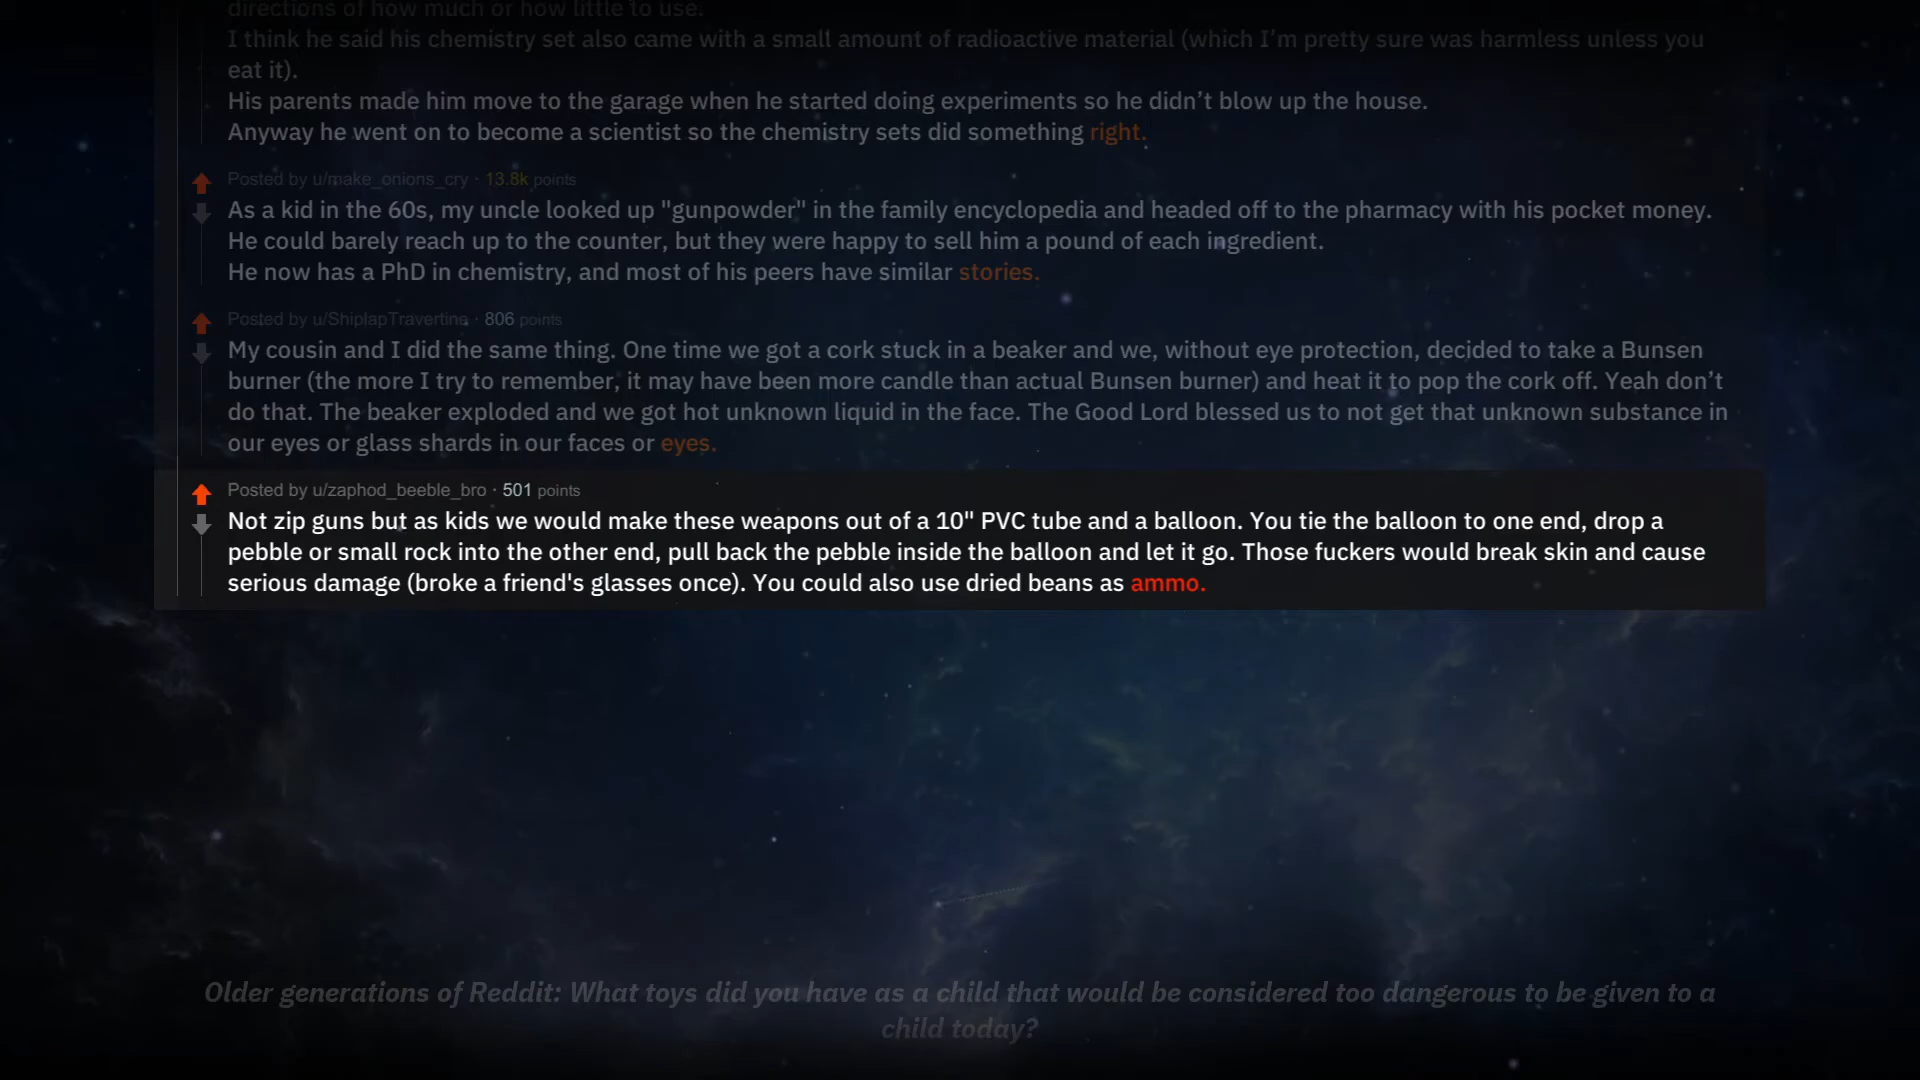 directions of how much or how little to use.
I think he said his chemistry set also came with a small amount of radioactive material (which I’m pretty sure was harmless unless you
eat it).
His parents made him move to the garage when he started doing experiments so he didn’t blow up the house.
Anyway he went on to become a scientist so the chemistry sets did something right.
Posted by u/make_onions_cry · 13.8k points
As a kid in the 60s, my uncle looked up "gunpowder" in the family encyclopedia and headed off to the pharmacy with his pocket money.
He could barely reach up to the counter, but they were happy to sell him a pound of each ingredient.
He now has a PhD in chemistry, and most of his peers have similar stories.
Posted by u/ShiplapTravertine · 806 points
My cousin and I did the same thing. One time we got a cork stuck in a beaker and we, without eye protection, decided to take a Bunsen
burner (the more I try to remember, it may have been more candle than actual Bunsen burner) and heat it to pop the cork off. Yeah don’t
do that. The beaker exploded and we got hot unknown liquid in the face. The Good Lord blessed us to not get that unknown substance in
our eyes or glass shards in our faces or eyes.
Posted by u/zaphod_beeble_bro · 501 points
Not zip guns but as kids we would make these weapons out of a 10" PVC tube and a balloon. You tie the balloon to one end, drop a
pebble or small rock into the other end, pull back the pebble inside the balloon and let it go. Those fuckers would break skin and cause
serious damage (broke a friend's glasses once). You could also use dried beans as ammo.
Older generations of Reddit: What toys did you have as a child that would be considered too dangerous to be given to a
child today?